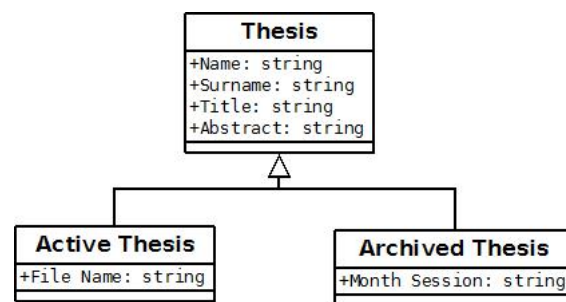 Thesis
+Name: string
+Surname: string
+Title: string
+Abstract: string
Active Thesis
+File Name: string
Archived Thesis
+Month Session: string